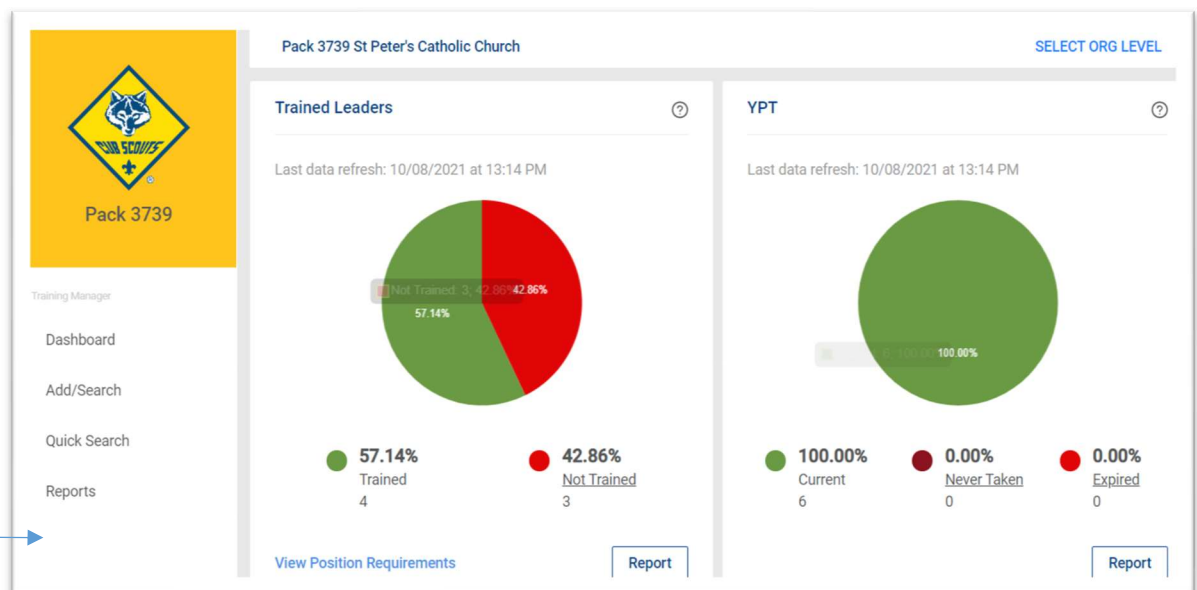 Pack 3739 St Peter's Catholic Church
SELECT ORG LEVEL
CUB SCOUTS
Pack 3739
Training Manager
Dashboard
Add/Search
Quick Search
Reports
Trained Leaders
Last data refresh: 10/08/2021 at 13:14 PM
Not Trained: 3; 42.86%
42.86%
57.14%
57.14%
Trained
4
42.86%
Not Trained
3
View Position Requirements
Report
YPT
Last data refresh: 10/08/2021 at 13:14 PM
100.00%
100.00%
Current
6
0.00%
Never Taken
0
0.00%
Expired
0
Report